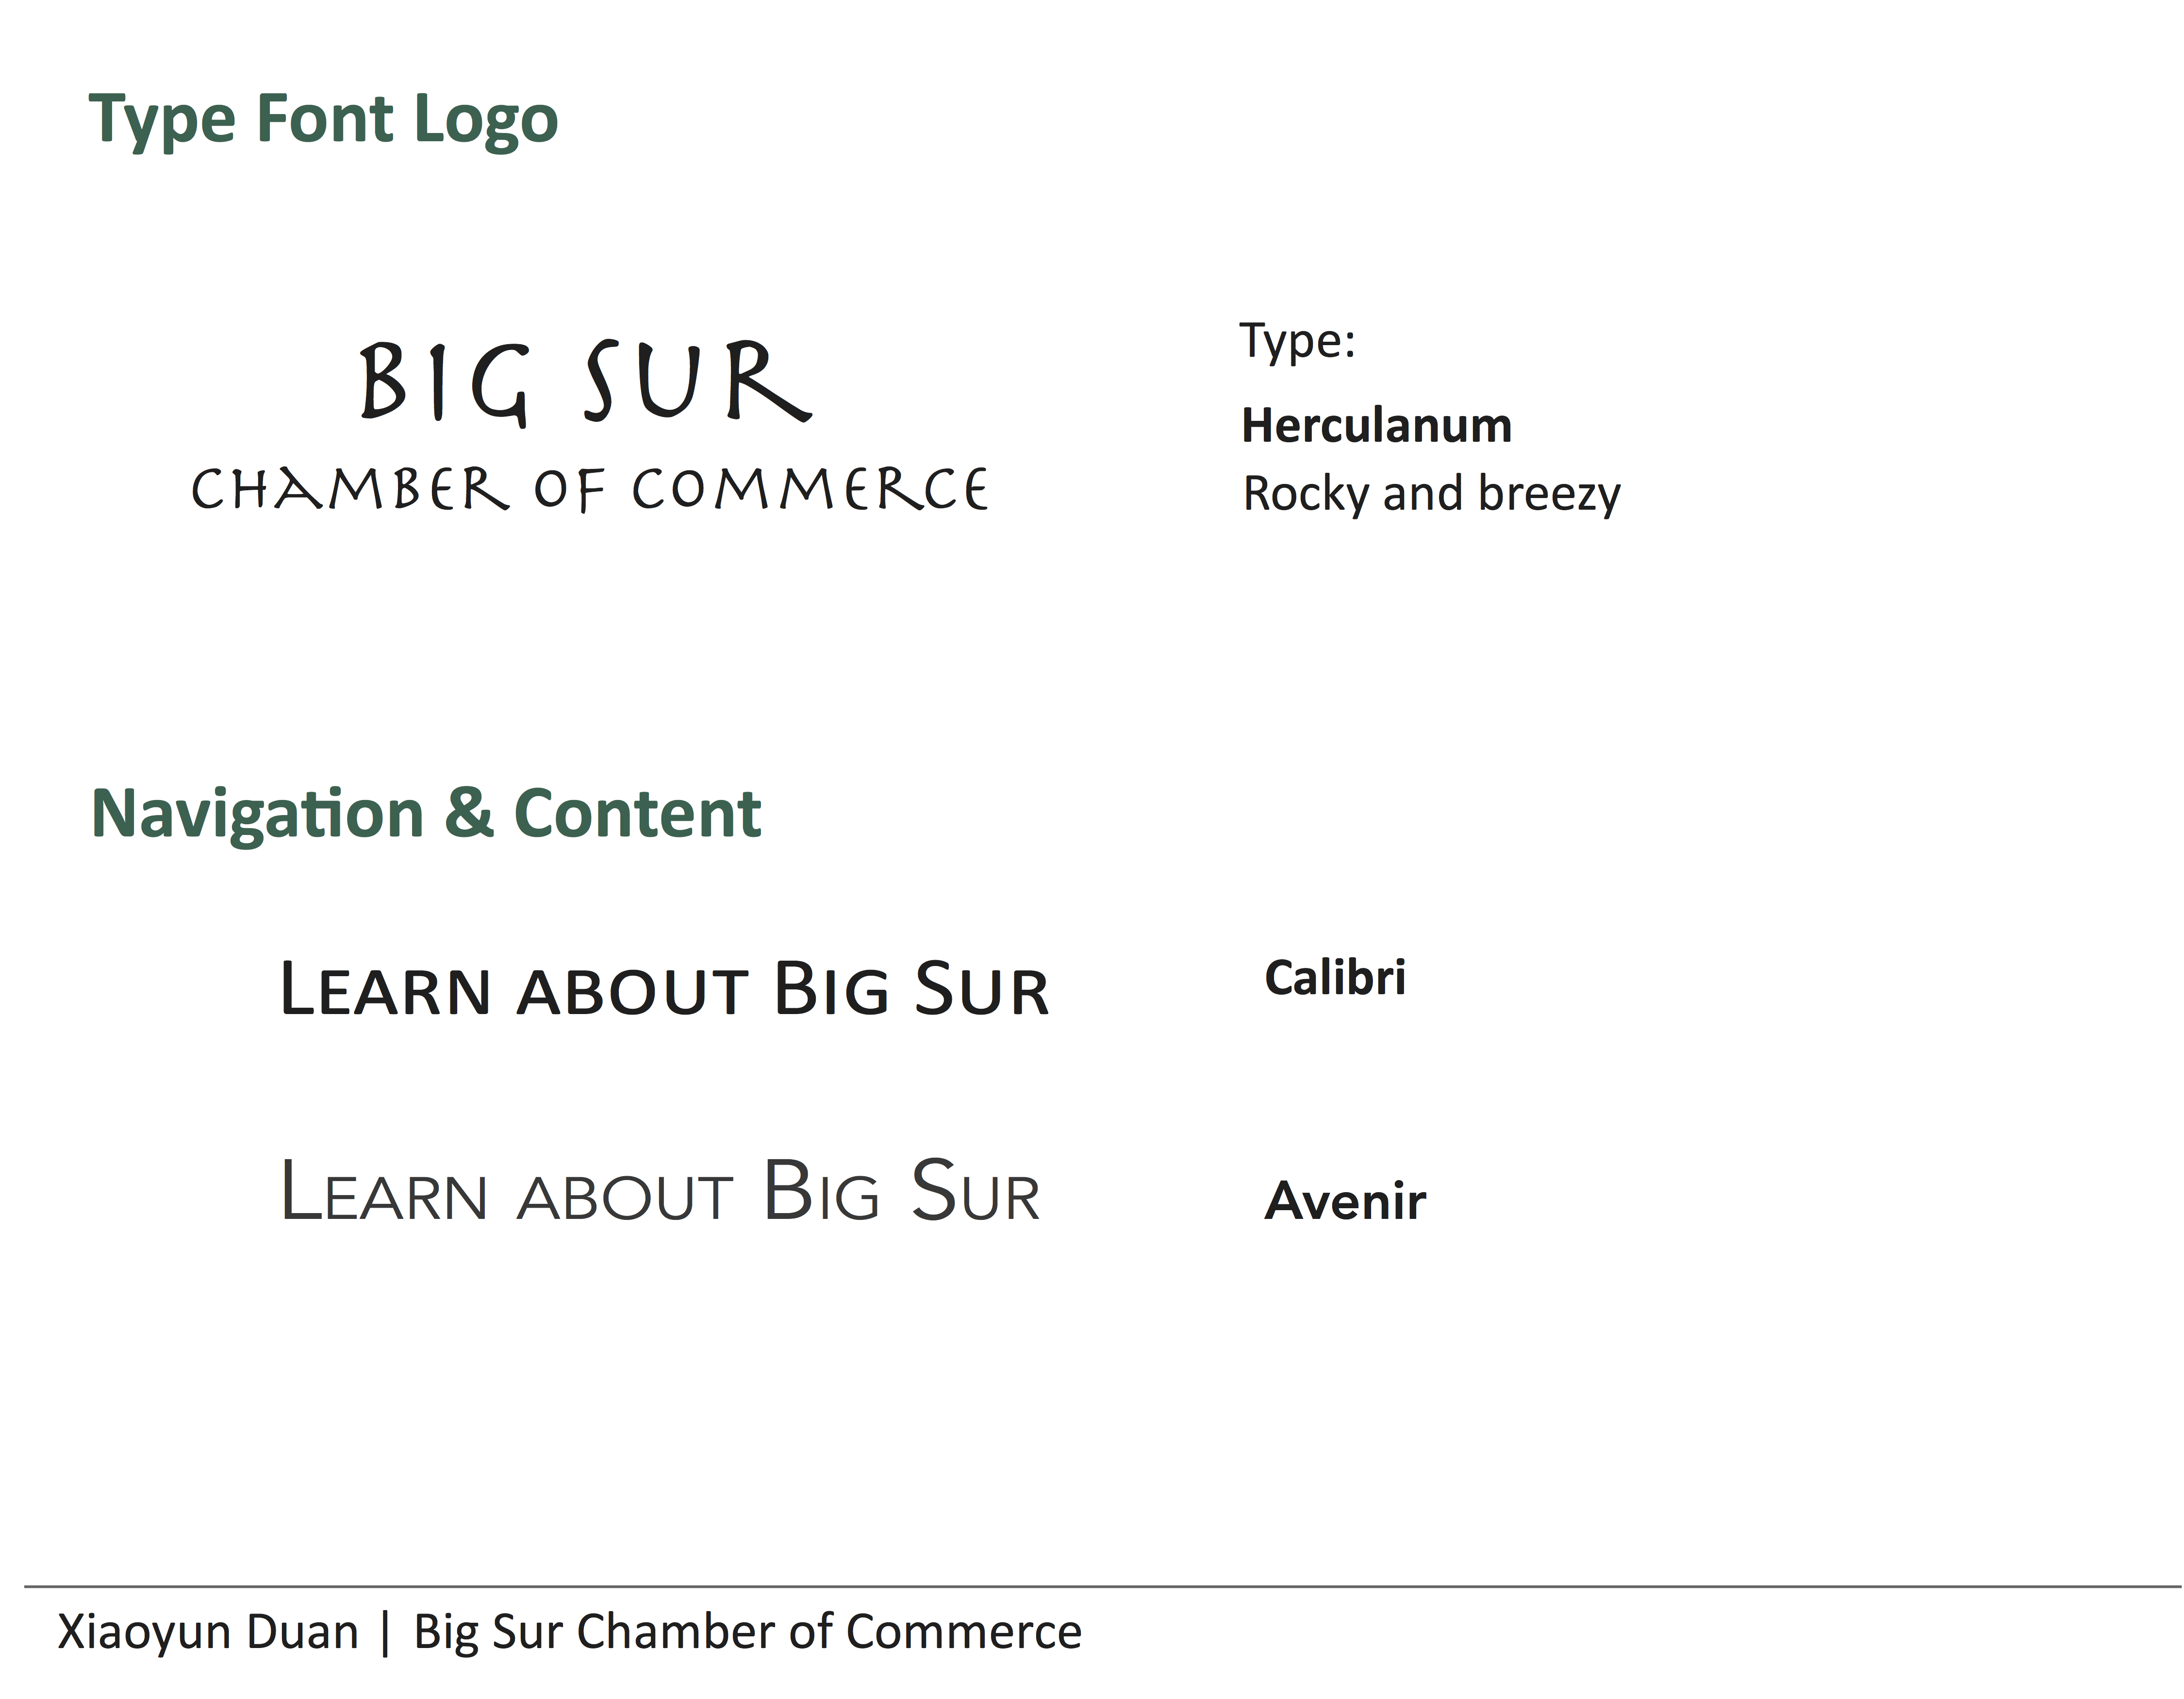 Type Font Logo
BIG SUR
CHAMBER OF COMMERCE
Type:
Herculanum
Rocky and breezy
Navigation & Content
LEARN ABOUT BIG SUR
Calibri
LEARN ABOUT BIG SUR
Avenir
Xiaoyun Duan | Big Sur Chamber of Commerce